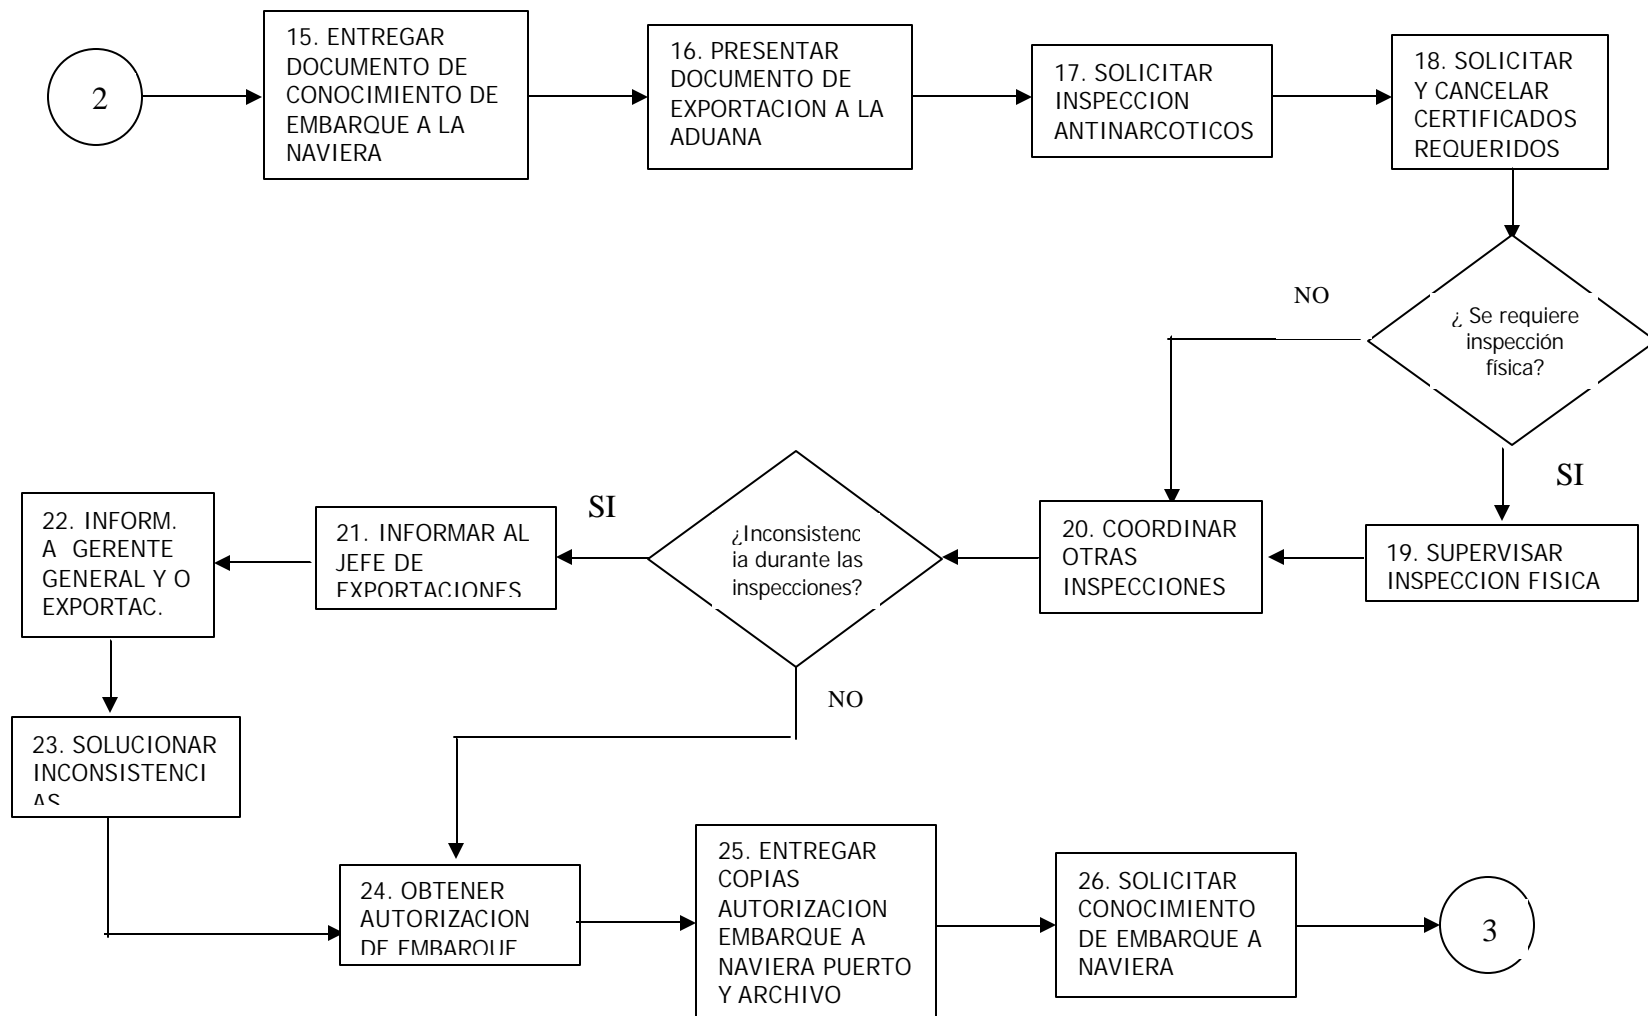 2
15. ENTREGAR
DOCUMENTO DE
CONOCIMIENTO DE
EMBARQUE A LA
NAVIERA
16. PRESENTAR
DOCUMENTO DE
EXPORTACION A LA
ADUANA
17. SOLICITAR
INSPECCION
ANTINARCOTICOS
18. SOLICITAR
Y CANCELAR
CERTIFICADOS
REQUERIDOS
NO
¿ Se requiere
inspección
física?
SI
19. SUPERVISAR
INSPECCION FISICA
20. COORDINAR
OTRAS
INSPECCIONES
¿Inconsistenc
ia durante las
inspecciones?
SI
21. INFORMAR AL
JEFE DE
EXPORTACIONES
22. INFORM.
A GERENTE
GENERAL Y O
EXPORTAC.
23. SOLUCIONAR
INCONSISTENCI
AS
NO
24. OBTENER
AUTORIZACION
DE EMBARQUE
25. ENTREGAR
COPIAS
AUTORIZACION
EMBARQUE A
NAVIERA PUERTO
Y ARCHIVO
26. SOLICITAR
CONOCIMIENTO
DE EMBARQUE A
NAVIERA
3